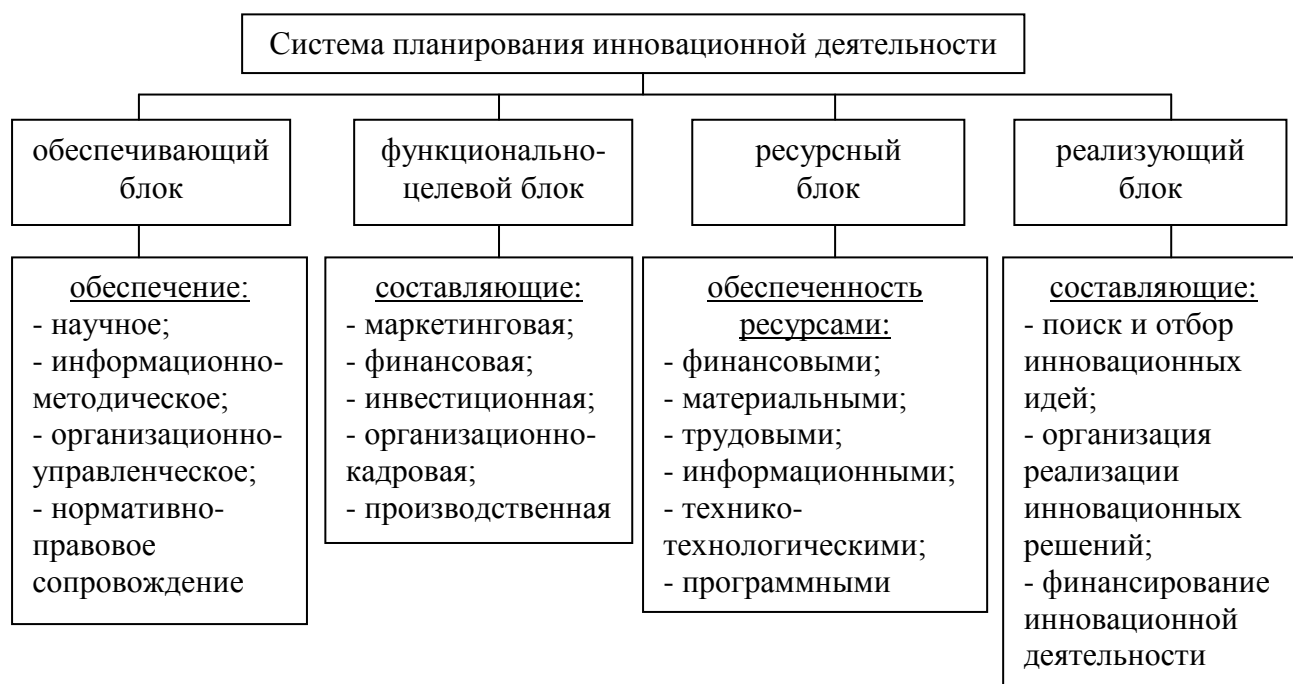 Система планирования инновационной деятельности
обеспечивающий
блок
функционально-
целевой блок
ресурсный
блок
реализующий
блок
обеспечение:
- научное;
- информационно-
методическое;
- организационно-
управленческое;
- нормативно-
правовое
сопровождение
составляющие:
- маркетинговая;
- финансовая;
- инвестиционная;
- организационно-
кадровая;
- производственная
обеспеченность
ресурсами:
- финансовыми;
- материальными;
- трудовыми;
- информационными;
- технико-
технологическими;
- программными
составляющие:
- поиск и отбор
инновационных
идей;
- организация
реализации
инновационных
решений;
- финансирование
инновационной
деятельности